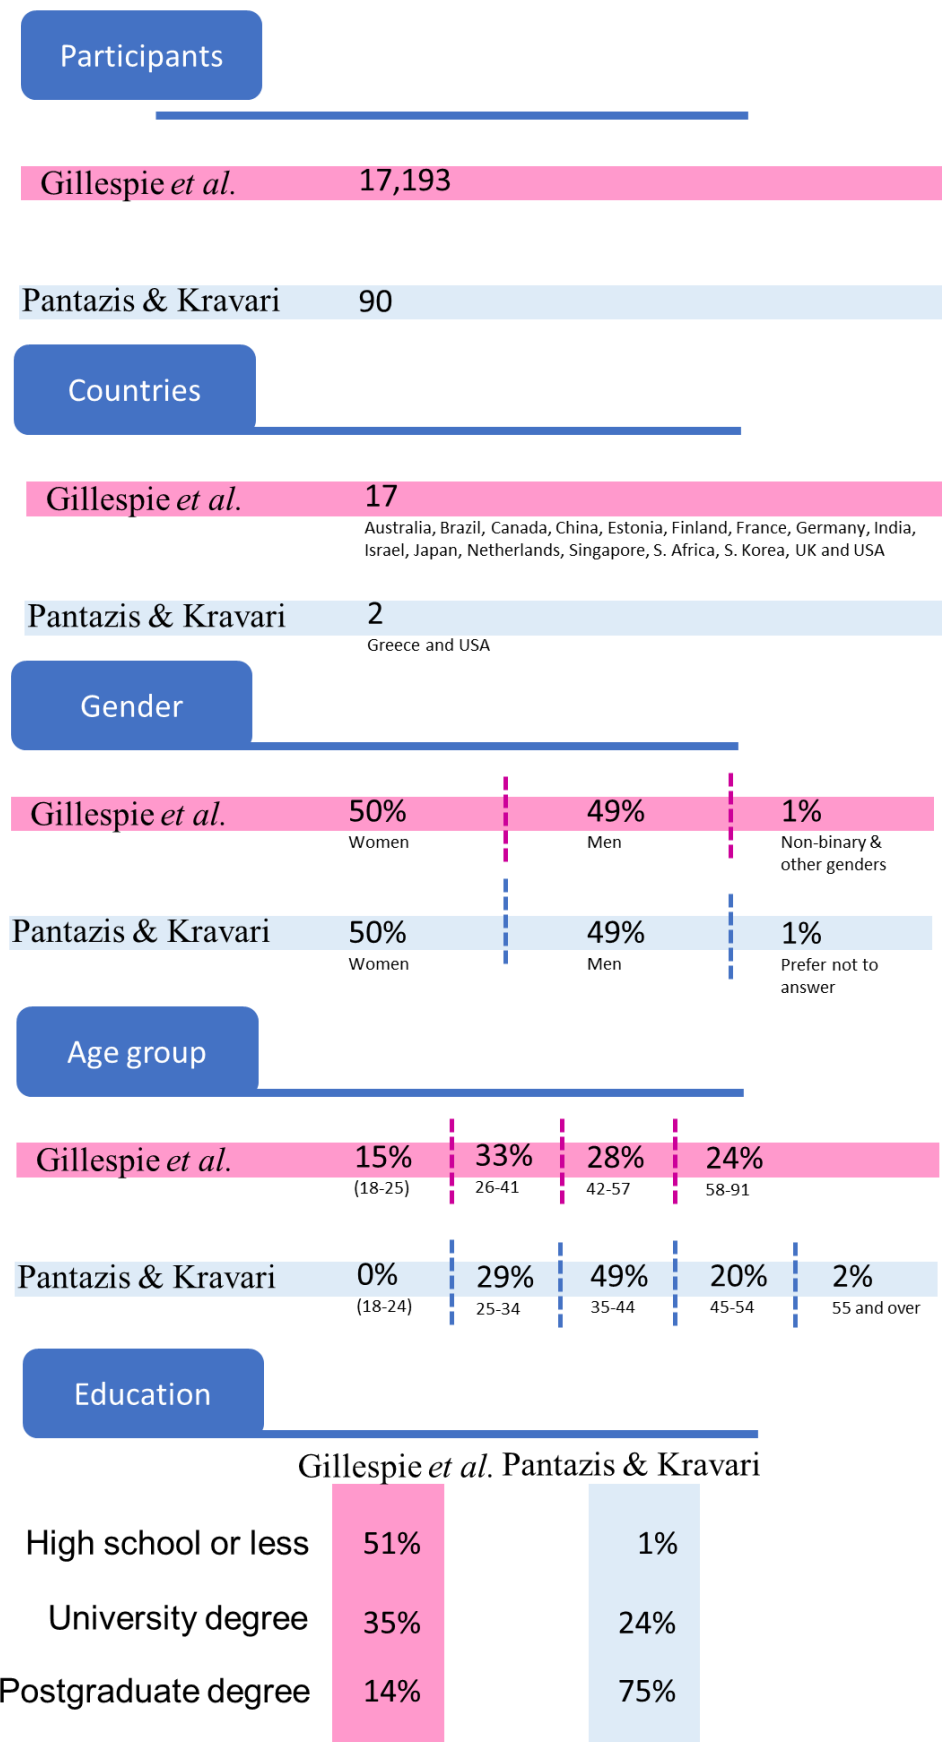 Participants
Gillespie et al. 17,193
Pantazis & Kravari 90
Countries
Gillespie et al. 17
Australia, Brazil, Canada, China, Estonia, Finland, France, Germany, India,
Israel, Japan, Netherlands, Singapore, S. Africa, S. Korea, UK and USA
Pantazis & Kravari 2
Greece and USA
Gender
Gillespie et al. 50% 49% 1%
Women Men Non-binary &
other genders
Pantazis & Kravari 50% 49% 1%
Women Men Prefer not to
answer
Age group
Gillespie et al. 15% 33% 28% 24%
(18-25) 26-41 42-57 58-91
Pantazis & Kravari 0% 29% 49% 20% 2%
(18-24) 25-34 35-44 45-54 55 and over
Education
Gillespie et al. Pantazis & Kravari
High school or less 51% 1%
University degree 35% 24%
Postgraduate degree 14% 75%